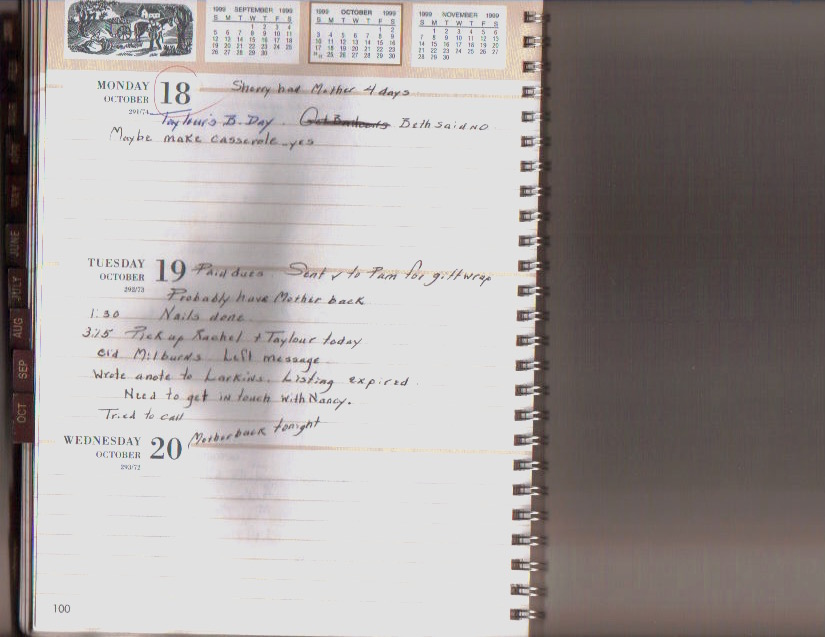 1999 SEPTEMBER 1999
S M T W T F S
1 2 3 4
5 6 7 8 9 10 11
12 13 14 15 16 17 18
19 20 21 22 23 24 25
26 27 28 29 30
1999 OCTOBER 1999
S M T W T F S
1 2
3 4 5 6 7 8 9
10 11 12 13 14 15 16
17 18 19 20 21 22 23
25 26 27 28 29 30
1999 NOVEMBER 1999
S M T W T F S
1 2 3 4 5 6
7 8 9 10 11 12 13
14 15 16 17 18 19 20
21 22 23 24 25 26 27
28 29 30
MONDAY 18 Sherry had Mother 4 days
OCTOBER
291/74
Taylour's B. Day. Beth said NO
Maybe make casserole - yes
TUESDAY 19 Paid dues. Sent ✓ to Pam for giftwrap
OCTOBER
292/73
Probably have Mother back
1:30 Nails done.
3:15 Pick up Rachel + Taylour today
Milburns Left message
Wrote a note to Larkins. Listing expired.
Need to get in touch with Nancy.
Tried to call
WEDNESDAY 20 Mother back tonight
OCTOBER
293/72
100
JUNE
JULY
AUG
SEP
OCT